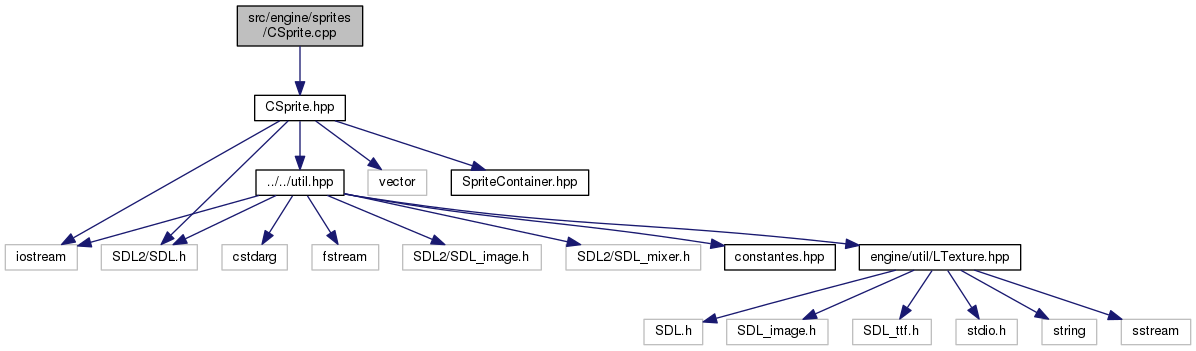 src/engine/sprites
/CSprite.cpp
CSprite.hpp
../../util.hpp
vector
SpriteContainer.hpp
iostream
SDL2/SDL.h
cstdarg
fstream
SDL2/SDL_image.h
SDL2/SDL_mixer.h
constantes.hpp
engine/util/LTexture.hpp
SDL.h
SDL_image.h
SDL_ttf.h
stdio.h
string
sstream